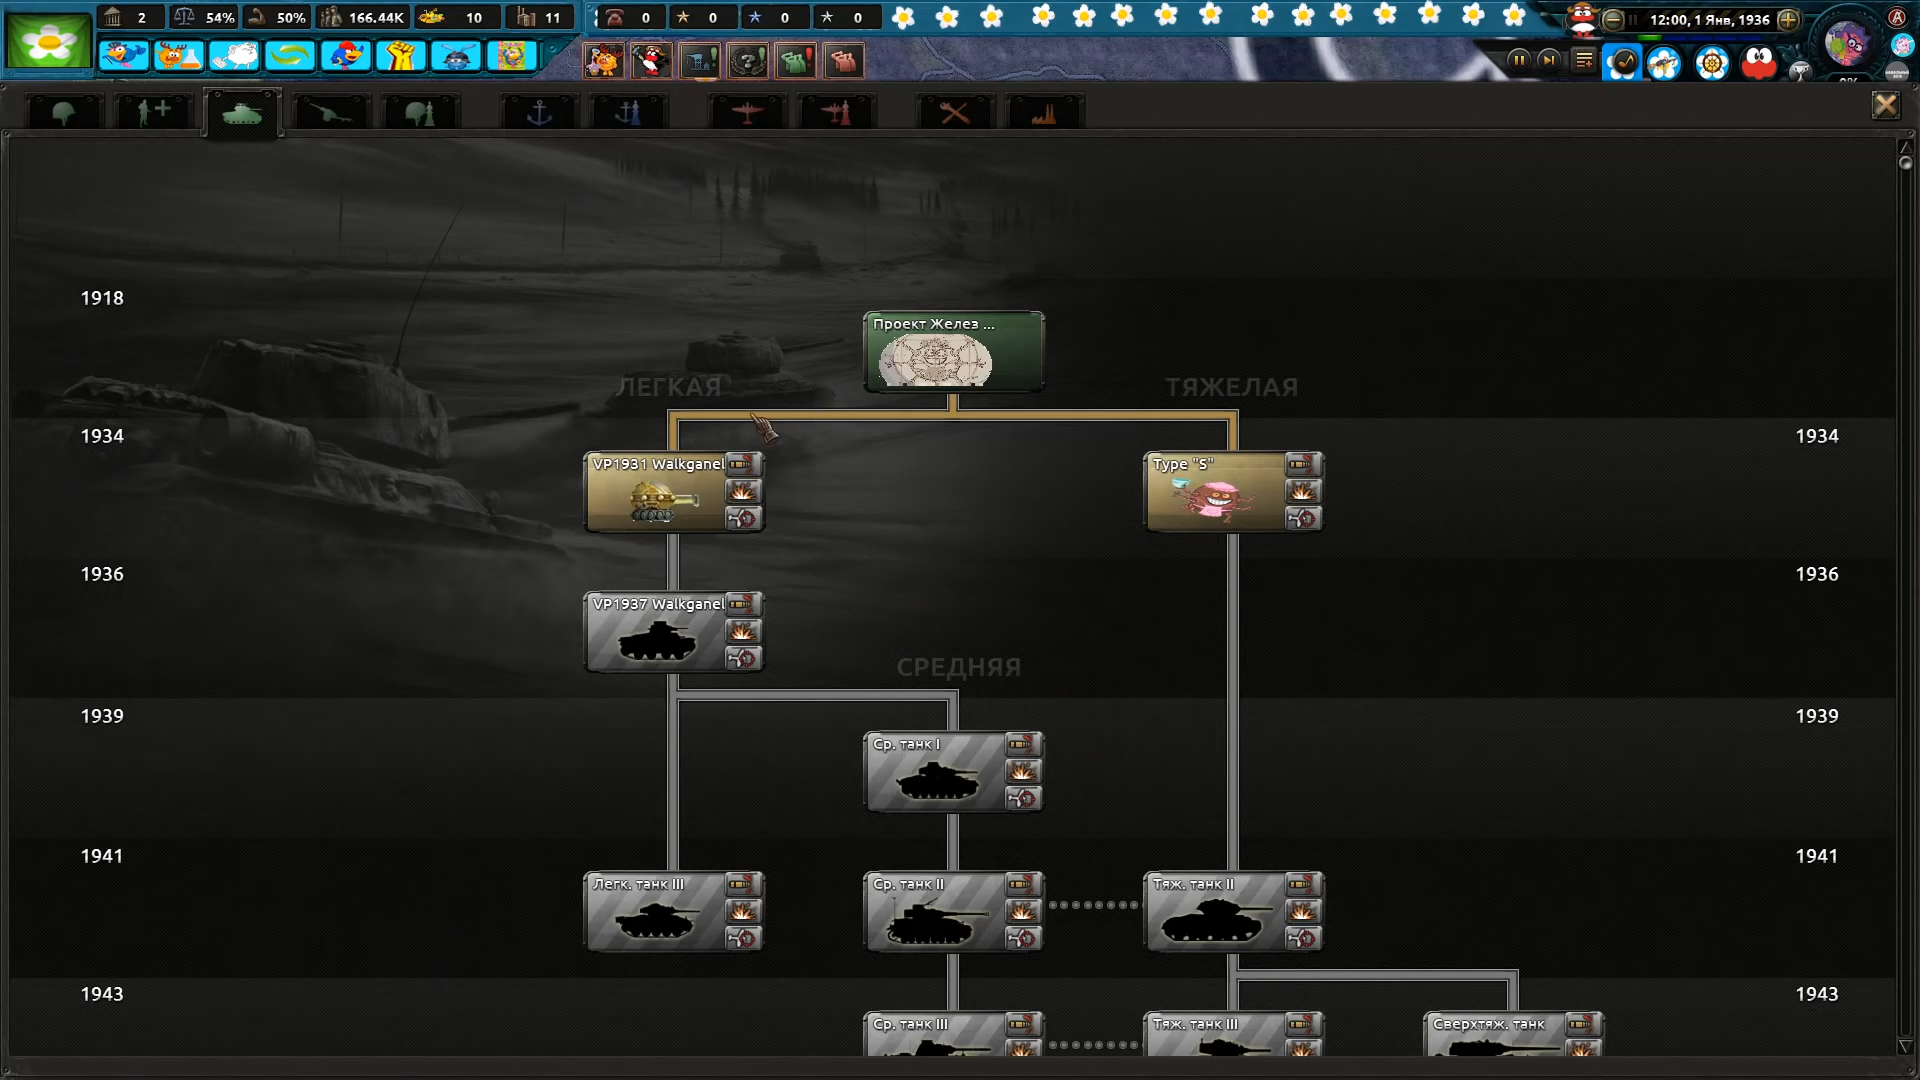 2 54% 50% 166.44K 10 11 0 0 0 0 12:00, 1 Янв, 1936
1918
Проект Желез ...
ЛЕГКАЯ ТЯЖЕЛАЯ
1934 1934
VP1931 Walkganel Type "S"
1936 1936
VP1937 Walkganel
СРЕДНЯЯ
1939 1939
Ср. танк I
1941 1941
Легк. танк III Ср. танк II Тяж. танк II
1943 1943
Ср. танк III Тяж. танк III Сверхтяж. танк